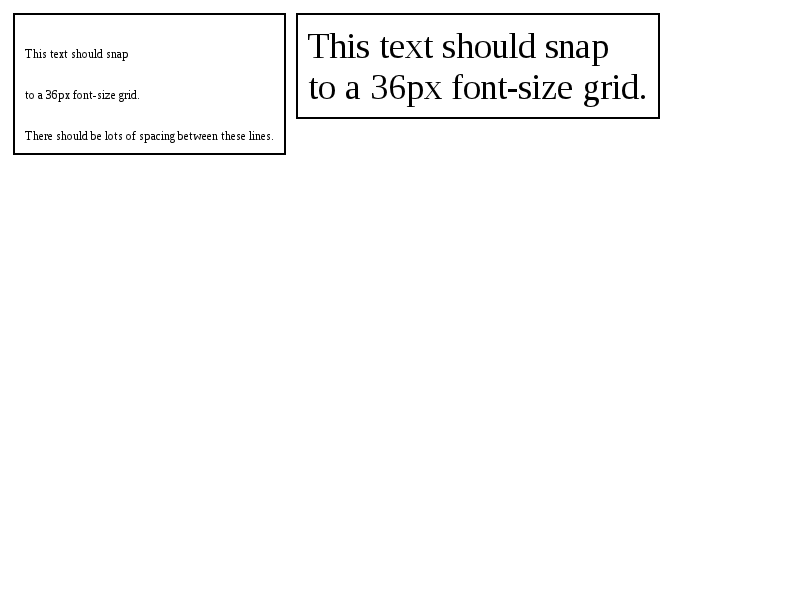 This text should snap
to a 36px font-size grid.
There should be lots of spacing between these lines.
This text should snap
to a 36px font-size grid.